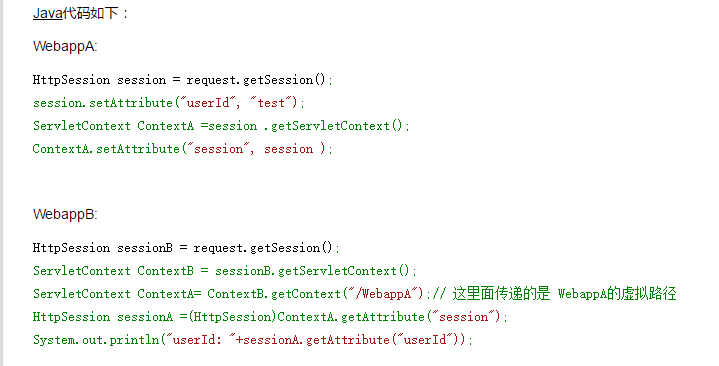 Java代码如下：
WebappA:
HttpSession session = request.getSession();
session.setAttribute("userId", "test");
ServletContext ContextA =session .getServletContext();
ContextA.setAttribute("session", session );
WebappB:
HttpSession sessionB = request.getSession();
ServletContext ContextB = sessionB.getServletContext();
ServletContext ContextA= ContextB.getContext("/WebappA");// 这里面传递的是 WebappA的虚拟路径
HttpSession sessionA =(HttpSession)ContextA.getAttribute("session");
System.out.println("userId: "+sessionA.getAttribute("userId"));